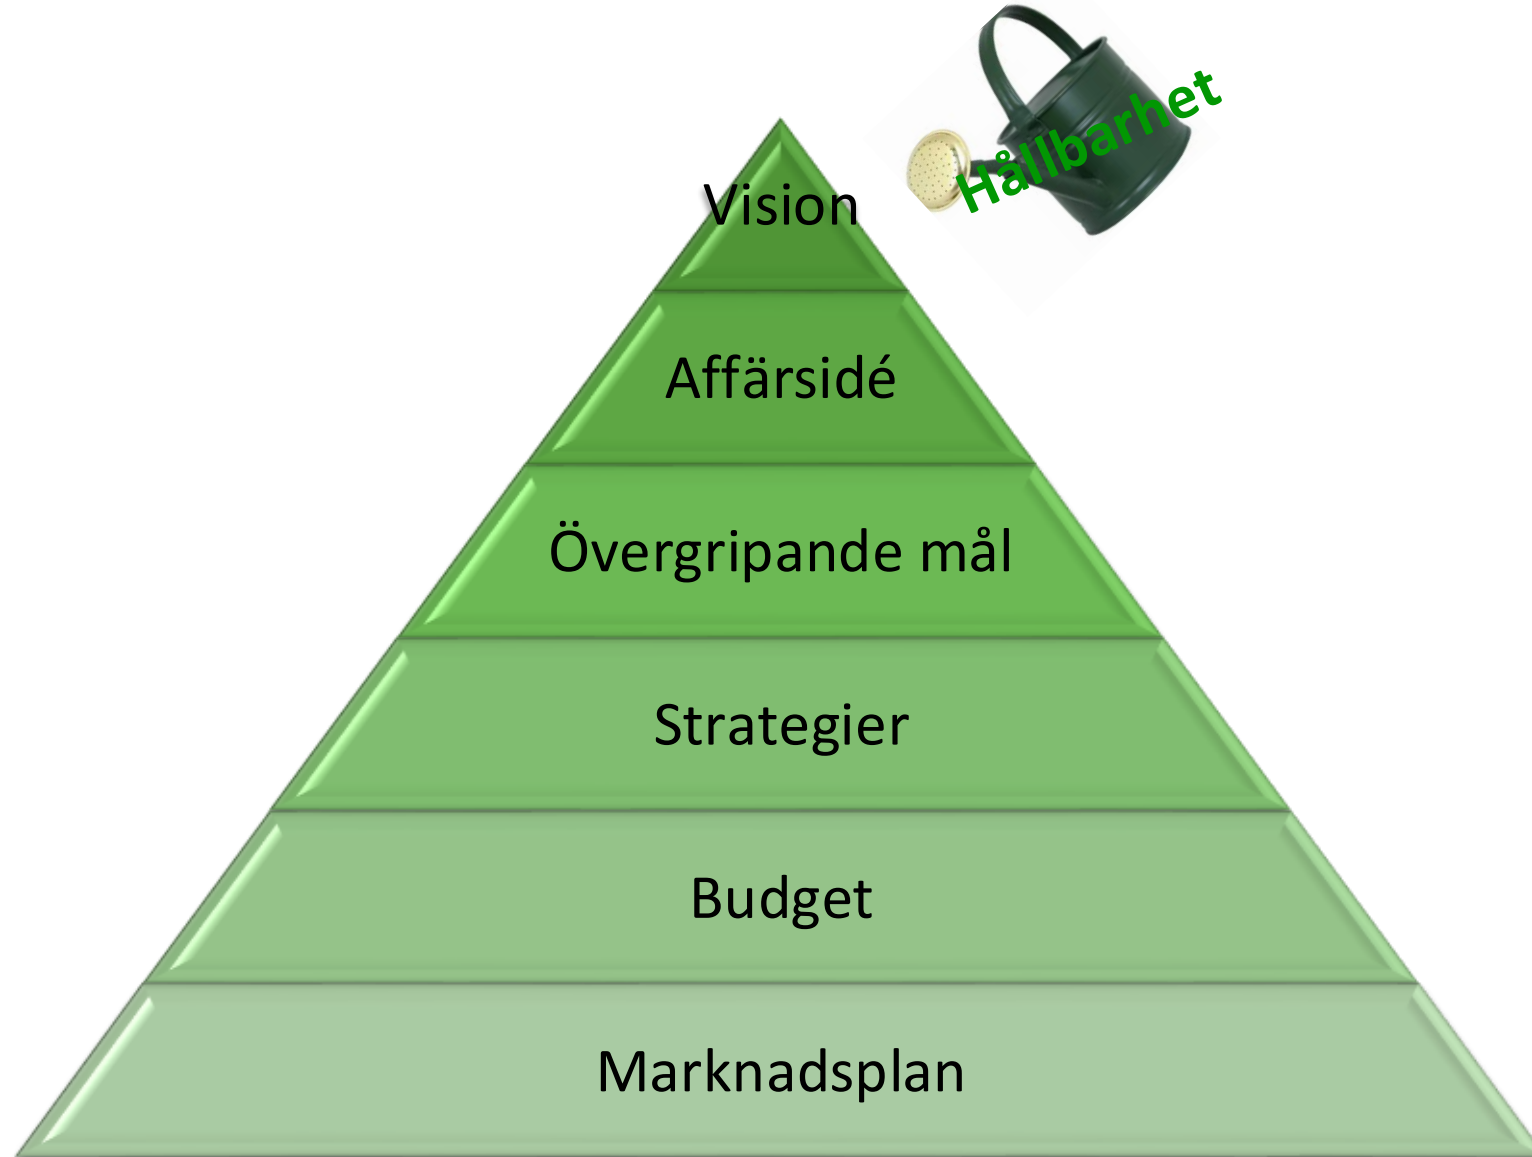 Hållbarhet
Vision
Affärsidé
Övergripande mål
Strategier
Budget
Marknadsplan